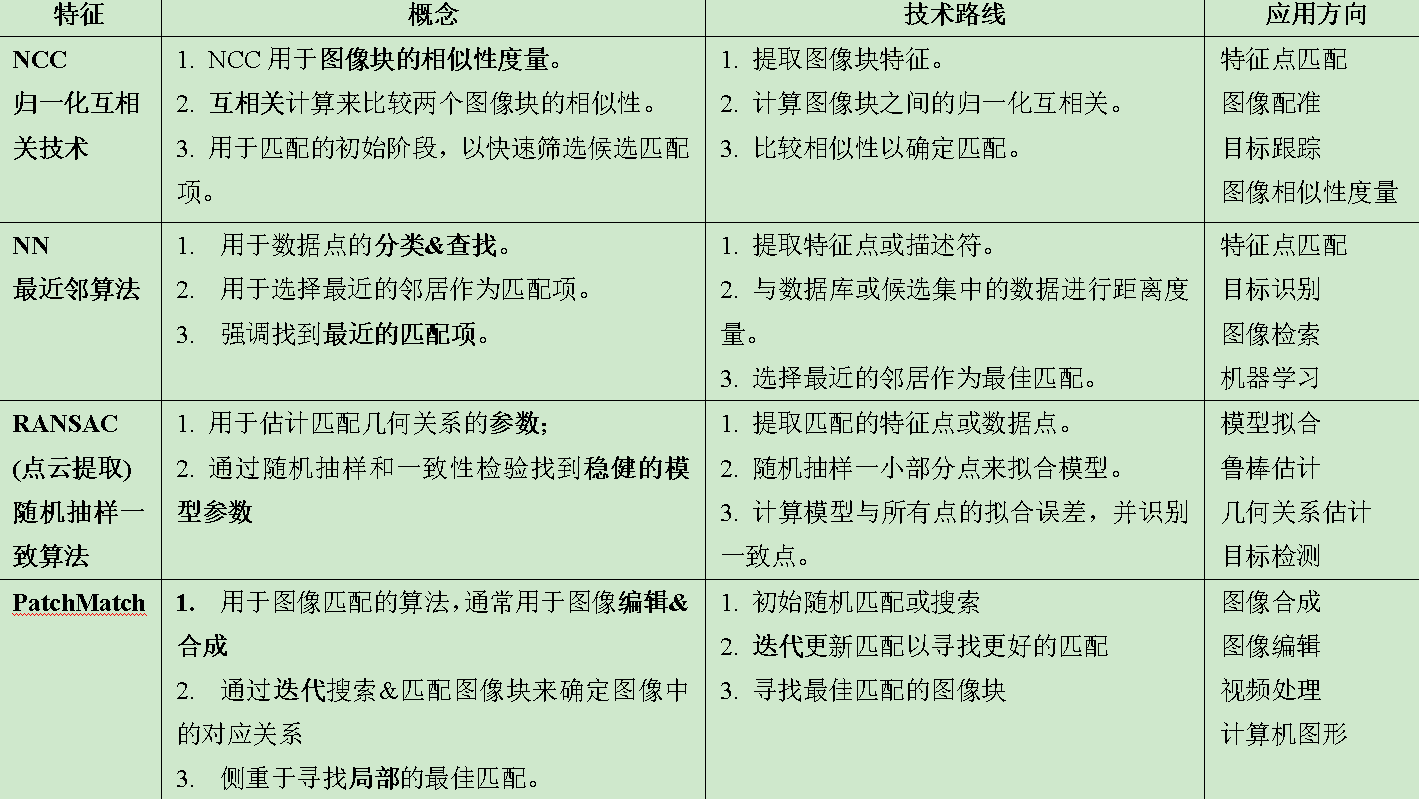 特征 概念 技术路线 应用方向
NCC
归一化互相
关技术
1. NCC 用于图像块的相似性度量。
2. 互相关计算来比较两个图像块的相似性。
3. 用于匹配的初始阶段，以快速筛选候选匹配
项。
1. 提取图像块特征。
2. 计算图像块之间的归一化互相关。
3. 比较相似性以确定匹配。
特征点匹配
图像配准
目标跟踪
图像相似性度量
NN
最近邻算法
1. 用于数据点的分类&查找。
2. 用于选择最近的邻居作为匹配项。
3. 强调找到最近的匹配项。
1. 提取特征点或描述符。
2. 与数据库或候选集中的数据进行距离度
量。
3. 选择最近的邻居作为最佳匹配。
特征点匹配
目标识别
图像检索
机器学习
RANSAC
(点云提取)
随机抽样一
致算法
1. 用于估计匹配几何关系的参数;
2. 通过随机抽样和一致性检验找到稳健的模
型参数
1. 提取匹配的特征点或数据点。
2. 随机抽样一小部分点来拟合模型。
3. 计算模型与所有点的拟合误差，并识别
一致点。
模型拟合
鲁棒估计
几何关系估计
目标检测
PatchMatch
1. 用于图像匹配的算法，通常用于图像编辑&
合成
2. 通过迭代搜索&匹配图像块来确定图像中
的对应关系
3. 侧重于寻找局部的最佳匹配。
1. 初始随机匹配或搜索
2. 迭代更新匹配以寻找更好的匹配
3. 寻找最佳匹配的图像块
图像合成
图像编辑
视频处理
计算机图形